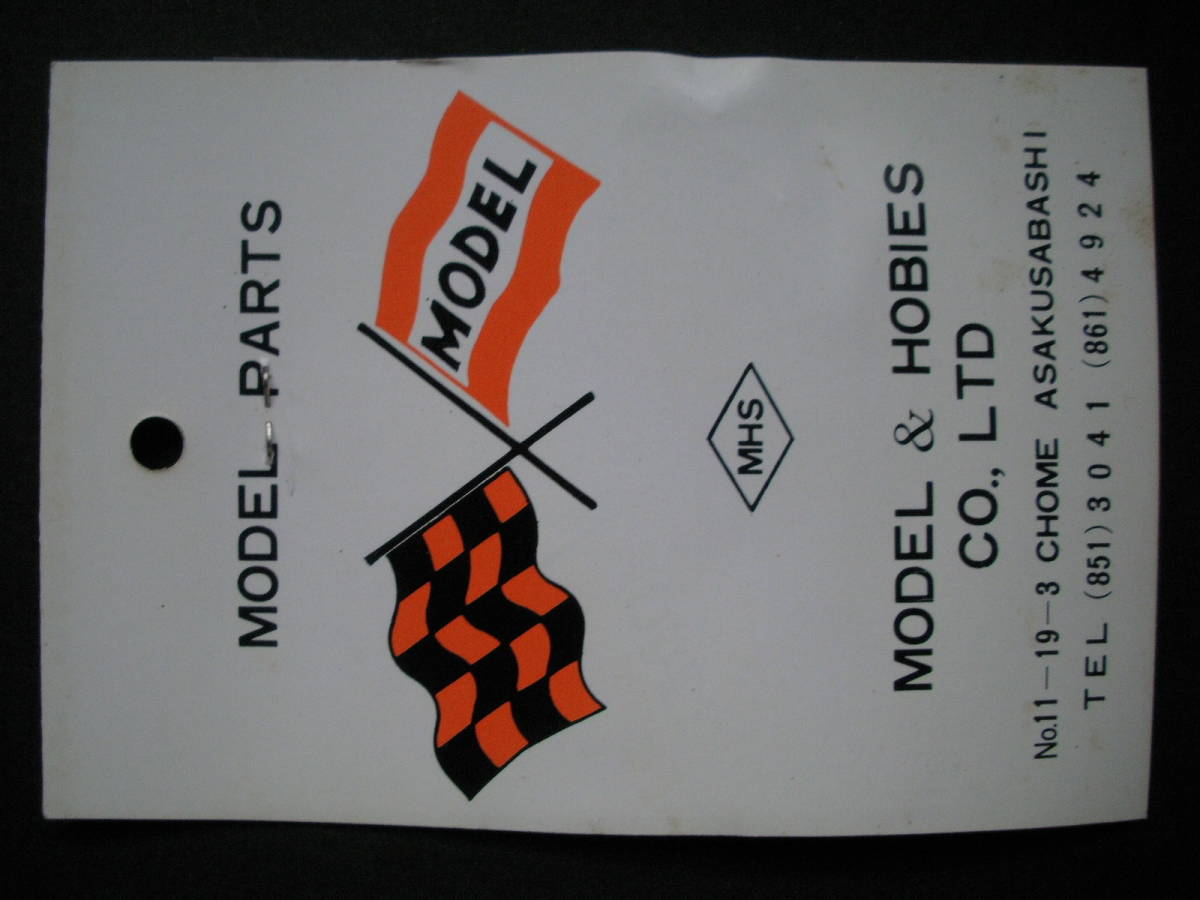 MODEL PARTS
MODEL
MHS
MODEL & HOBIES
CO., LTD
No.11－19－3 CHOME ASAKUSABASHI
TEL (851) 3041 (861) 4924